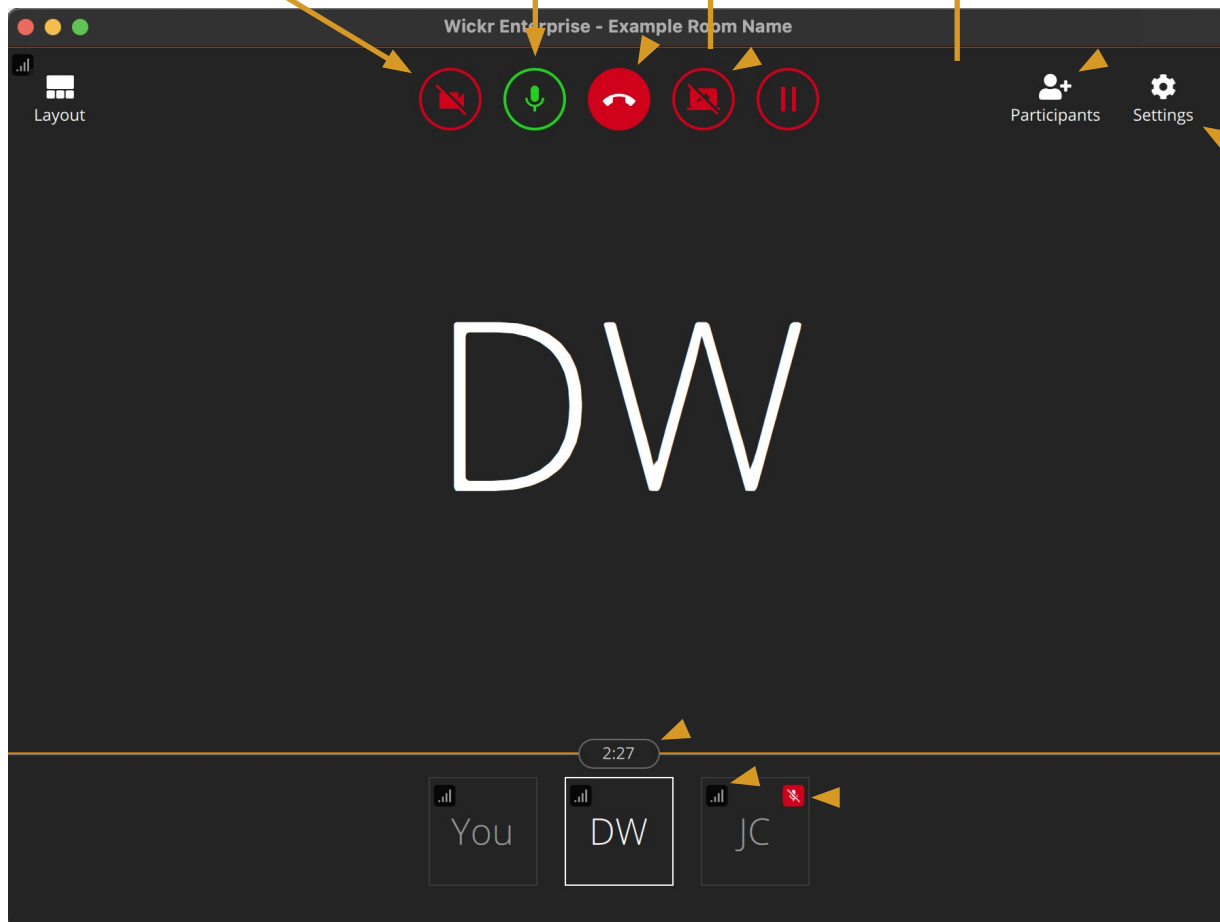 Wickr Enterprise - Example Room Name
Layout
Participants
Settings
DW
2:27
You
DW
JC